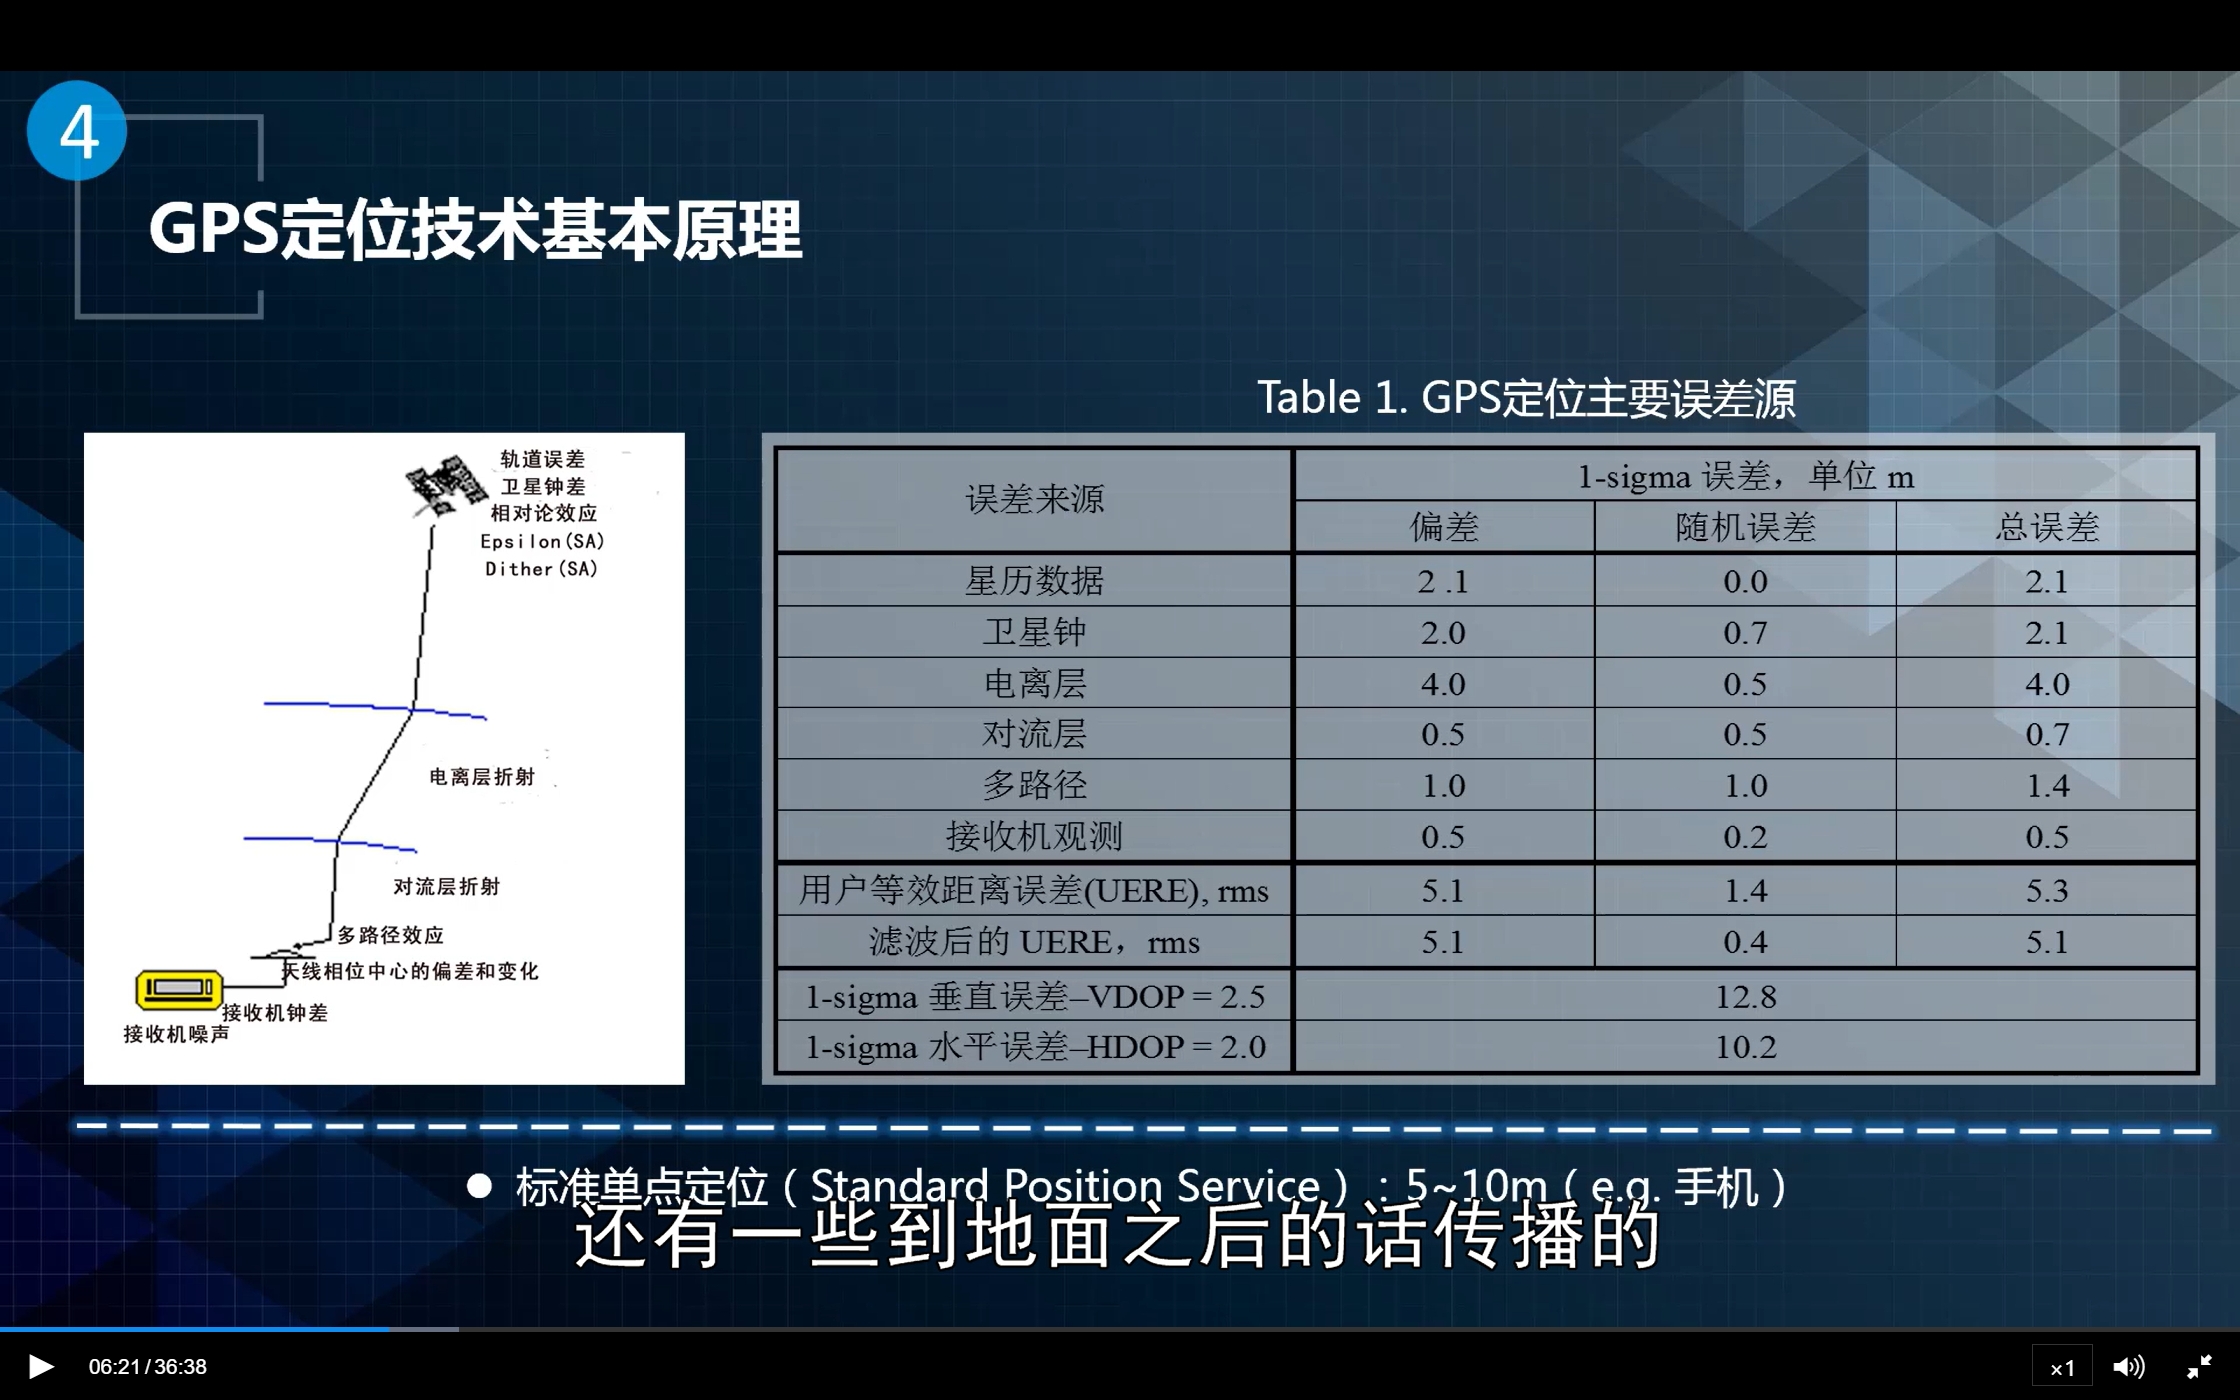 4
GPS定位技术基本原理
Table 1. GPS定位主要误差源
轨道误差
卫星钟差
相对论效应
Epsilon(SA)
Dither(SA)
电离层折射
对流层折射
多路径效应
天线相位中心的偏差和变化
接收机钟差
接收机噪声
误差来源 1-sigma 误差，单位 m
偏差 随机误差 总误差
星历数据 2 .1 0.0 2.1
卫星钟 2.0 0.7 2.1
电离层 4.0 0.5 4.0
对流层 0.5 0.5 0.7
多路径 1.0 1.0 1.4
接收机观测 0.5 0.2 0.5
用户等效距离误差(UERE), rms 5.1 1.4 5.3
滤波后的 UERE，rms 5.1 0.4 5.1
1-sigma 垂直误差–VDOP = 2.5 12.8
1-sigma 水平误差–HDOP = 2.0 10.2
● 标准单点定位（Standard Position Service）：5~10m（e.g. 手机）
还有一些到地面之后的话传播的
06:21/36:38
×1